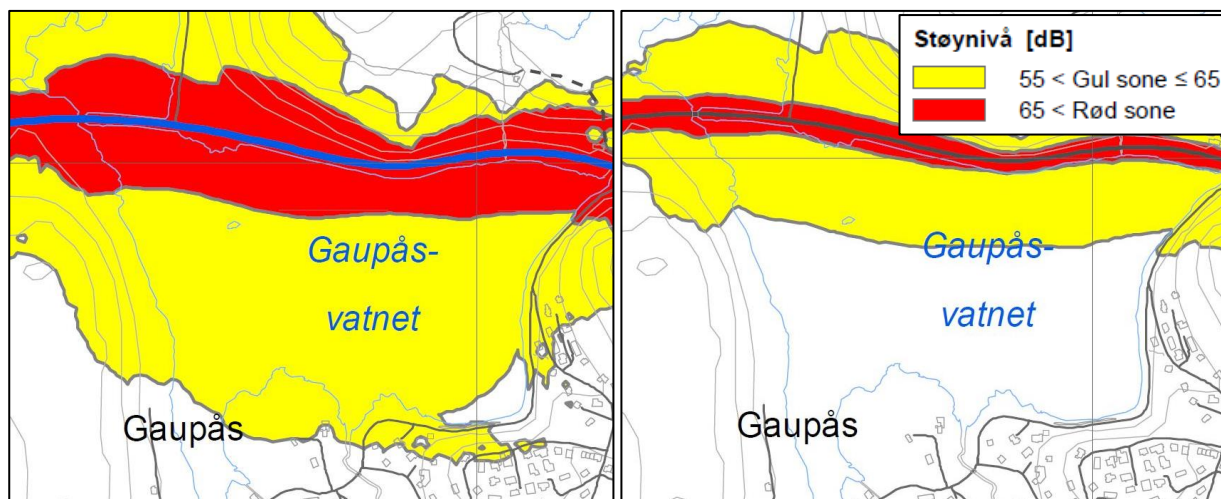 Gaupås-
vatnet
Gaupås
Støynivå [dB]
55 < Gul sone ≤ 65
65 < Rød sone
Gaupås-
vatnet
Gaupås